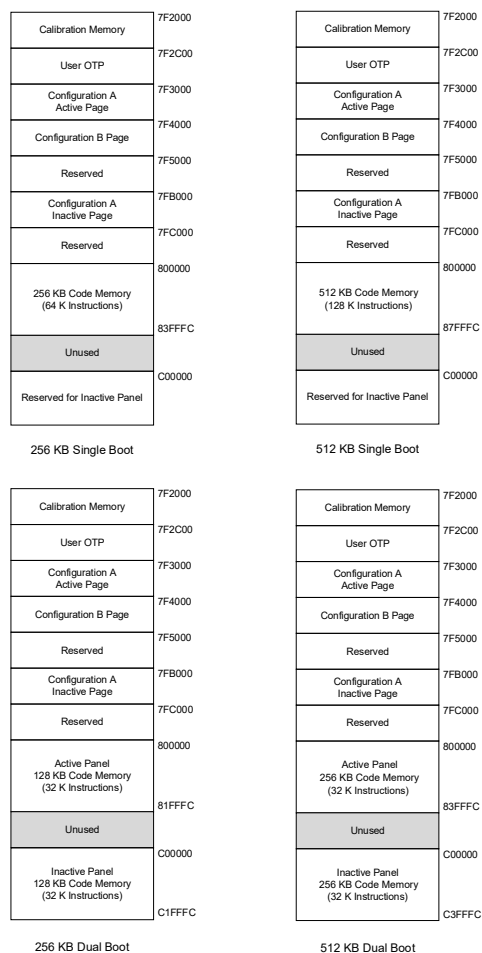 7F2000
Calibration Memory
7F2C00
User OTP
7F3000
Configuration A
Active Page
7F4000
Configuration B Page
7F5000
Reserved
7FB000
Configuration A
Inactive Page
7FC000
Reserved
800000
256 KB Code Memory
(64 K Instructions)
83FFFC
Unused
C00000
Reserved for Inactive Panel
256 KB Single Boot
7F2000
Calibration Memory
7F2C00
User OTP
7F3000
Configuration A
Active Page
7F4000
Configuration B Page
7F5000
Reserved
7FB000
Configuration A
Inactive Page
7FC000
Reserved
800000
512 KB Code Memory
(128 K Instructions)
87FFFC
Unused
C00000
Reserved for Inactive Panel
512 KB Single Boot
7F2000
Calibration Memory
7F2C00
User OTP
7F3000
Configuration A
Active Page
7F4000
Configuration B Page
7F5000
Reserved
7FB000
Configuration A
Inactive Page
7FC000
Reserved
800000
Active Panel
128 KB Code Memory
(32 K Instructions)
81FFFC
Unused
C00000
Inactive Panel
128 KB Code Memory
(32 K Instructions)
C1FFFC
256 KB Dual Boot
7F2000
Calibration Memory
7F2C00
User OTP
7F3000
Configuration A
Active Page
7F4000
Configuration B Page
7F5000
Reserved
7FB000
Configuration A
Inactive Page
7FC000
Reserved
800000
Active Panel
256 KB Code Memory
(32 K Instructions)
83FFFC
Unused
C00000
Inactive Panel
256 KB Code Memory
(32 K Instructions)
C3FFFC
512 KB Dual Boot